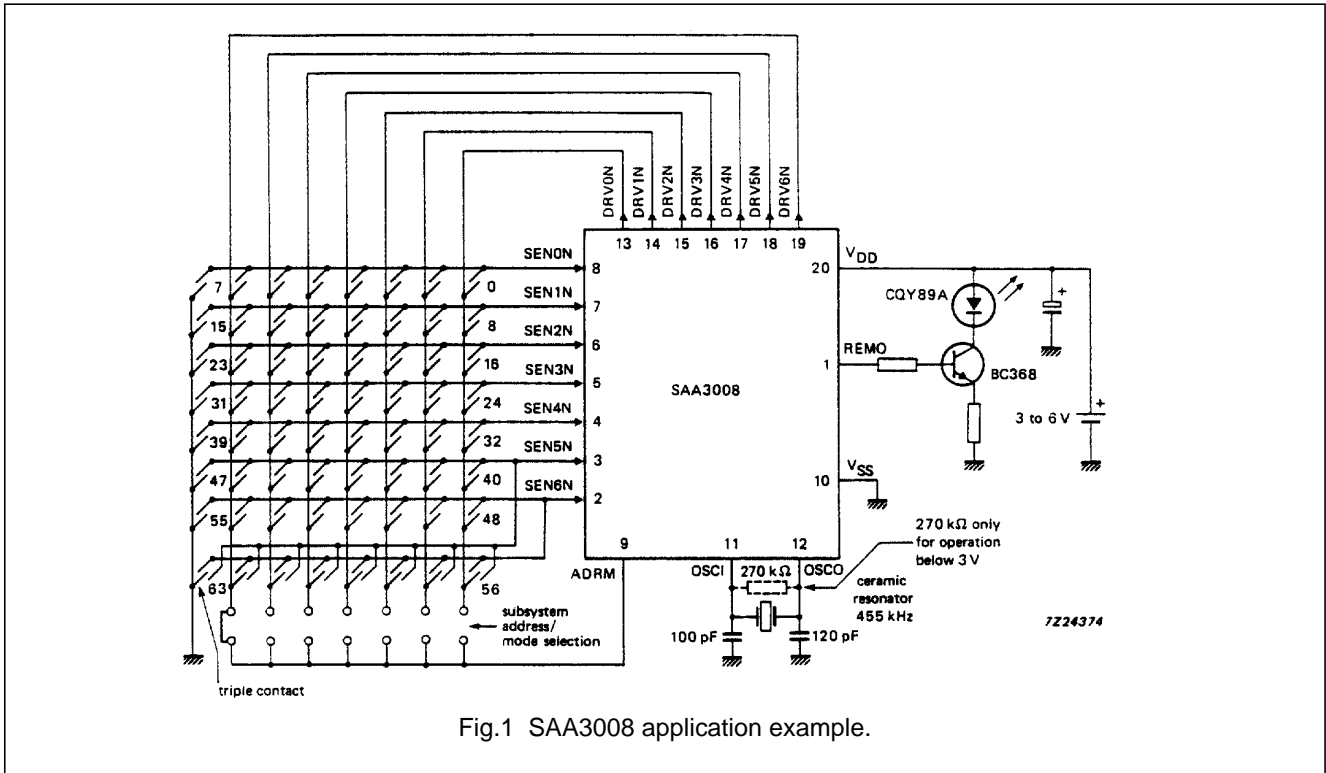 DRV0N
DRV1N
DRV2N
DRV3N
DRV4N
DRV5N
DRV6N
13 14 15 16 17 18 19
SEN0N
8
7
0
SEN1N
7
15
8
SEN2N
6
23
16
SEN3N
5
31
24
SEN4N
4
39
32
SEN5N
3
47
40
SEN6N
2
55
48
63
56
9
ADRM
SAA3008
20
VDD
CQY89A
+
REMO
1
BC368
+
3 to 6 V
10
VSS
11
12
OSCI
270 kΩ
OSCO
270 kΩ only
for operation
below 3 V
ceramic
resonator
455 kHz
100 pF
120 pF
subsystem
address/
mode selection
triple contact
7Z24374
Fig.1 SAA3008 application example.